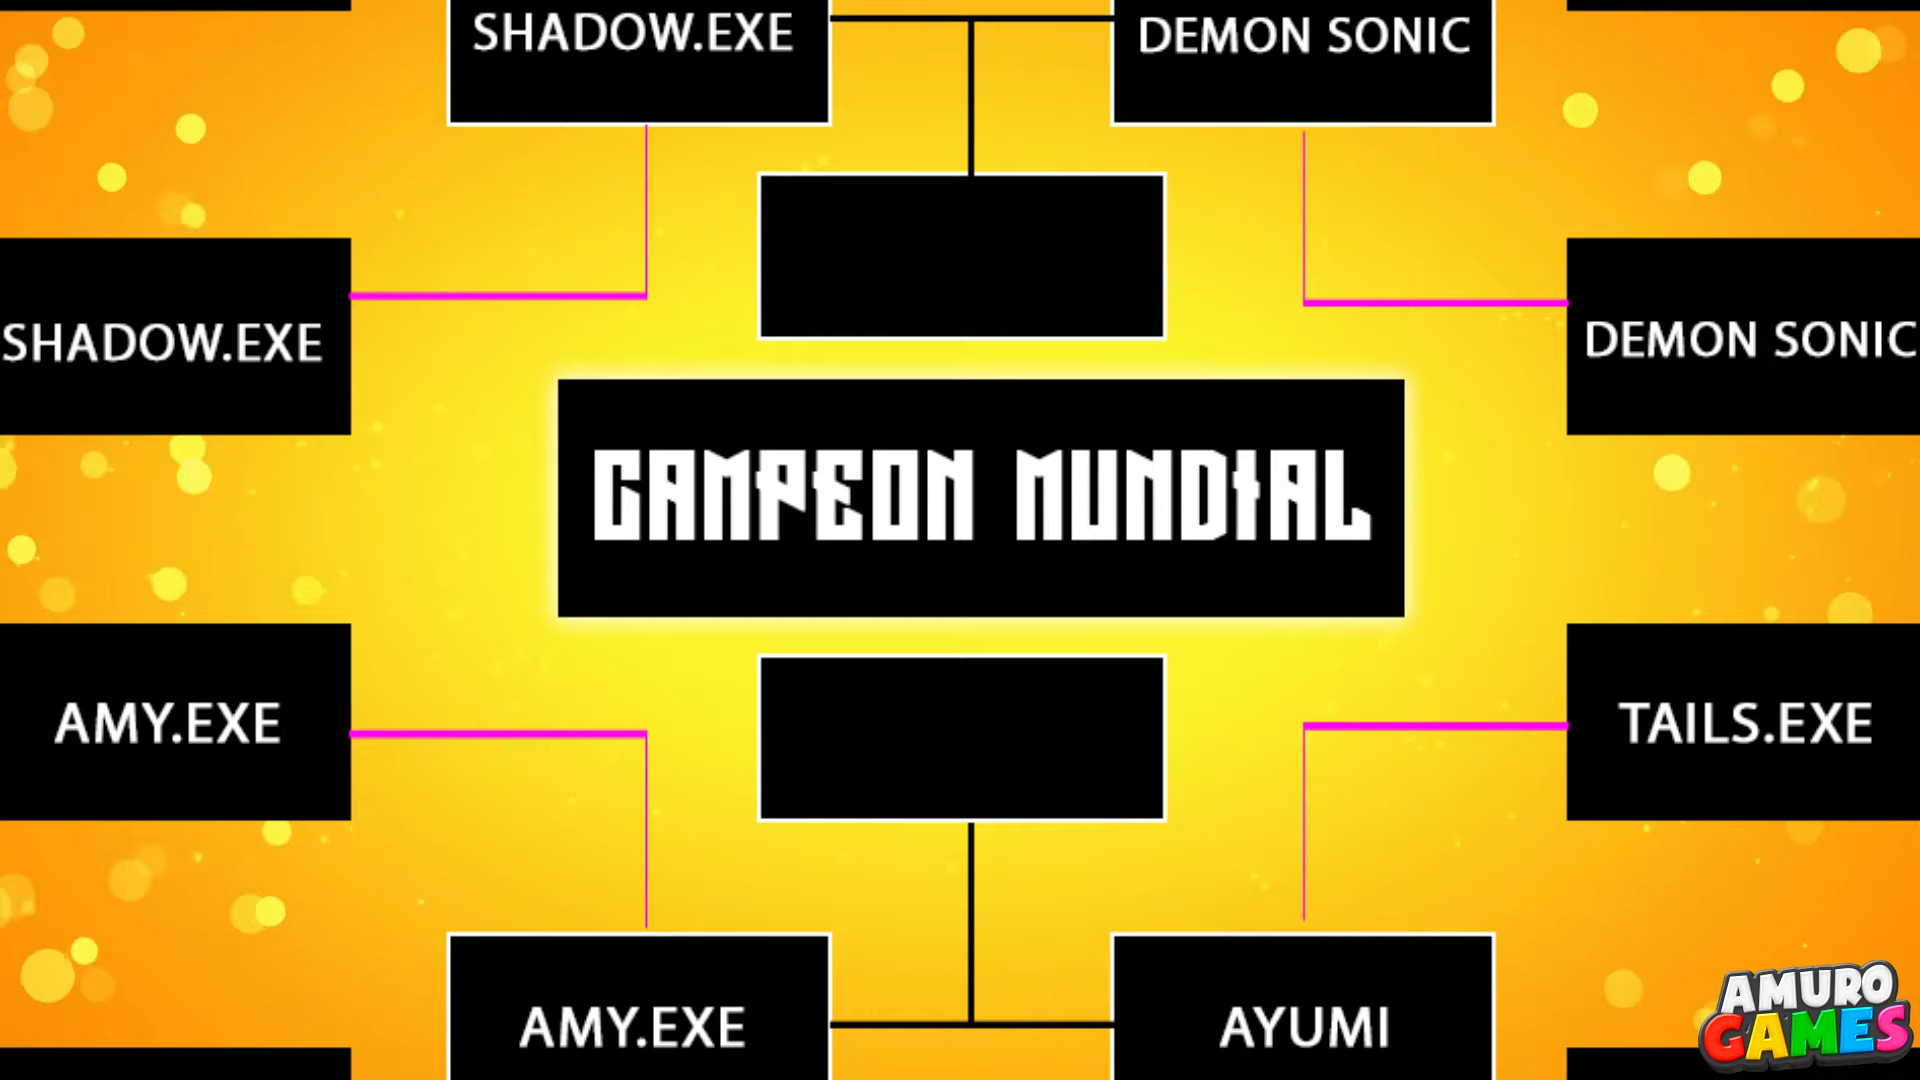 SHADOW.EXE
DEMON SONIC
SHADOW.EXE
DEMON SONIC
CAMPEON MUNDIAL
AMY.EXE
TAILS.EXE
AMY.EXE
AYUMI
AMURO
GAMES